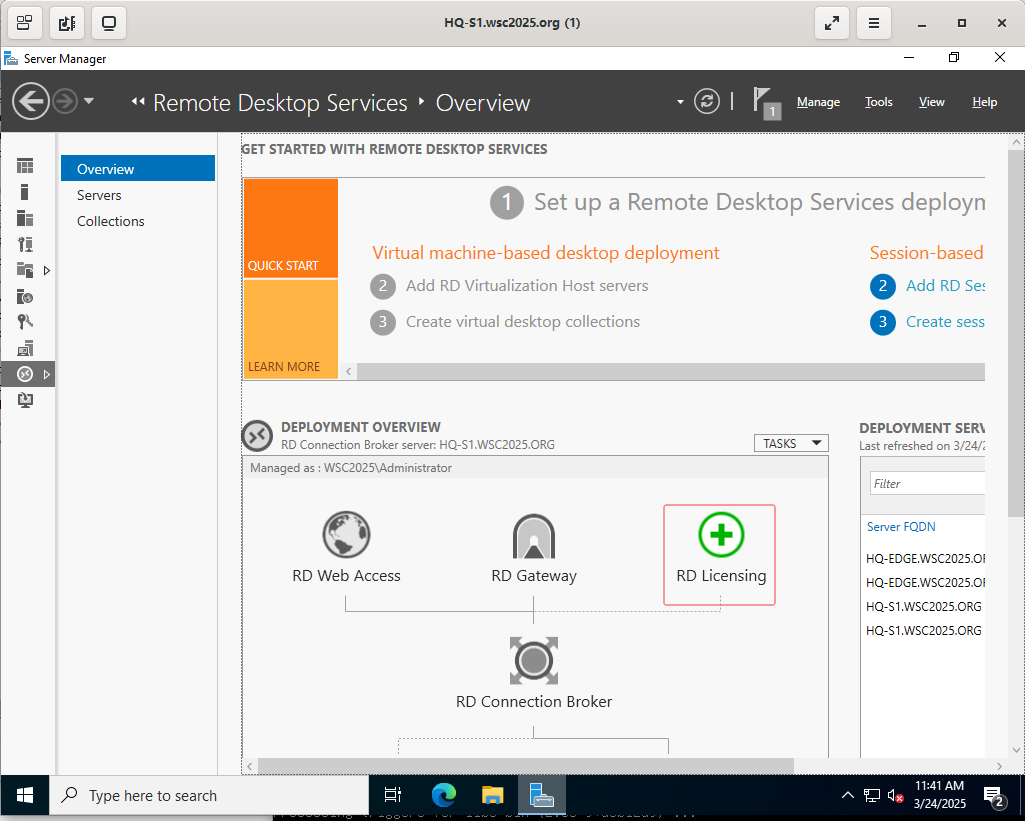 HQ-S1.wsc2025.org (1)
Server Manager
Remote Desktop Services
Overview
1
Manage
Tools
View
Help
Overview
Servers
Collections
GET STARTED WITH REMOTE DESKTOP SERVICES
QUICK START
LEARN MORE
1 Set up a Remote Desktop Services deploym
Virtual machine-based desktop deployment
2 Add RD Virtualization Host servers
3 Create virtual desktop collections
Session-based
2 Add RD Ses
3 Create sess
DEPLOYMENT OVERVIEW
RD Connection Broker server: HQ-S1.WSC2025.ORG
TASKS
Managed as : WSC2025\Administrator
RD Web Access
RD Gateway
RD Licensing
RD Connection Broker
DEPLOYMENT SERV
Last refreshed on 3/24/2
Filter
Server FQDN
HQ-EDGE.WSC2025.OR
HQ-EDGE.WSC2025.OR
HQ-S1.WSC2025.ORG
HQ-S1.WSC2025.ORG
Type here to search
11:41 AM
3/24/2025
2